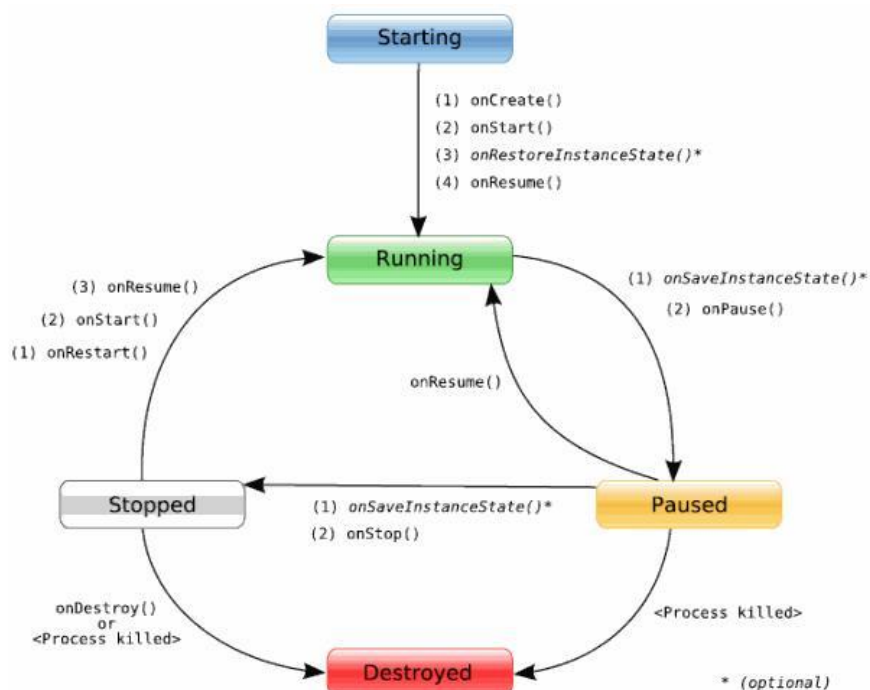 Starting
(1) onCreate()
(2) onStart()
(3) onRestoreInstanceState()*
(4) onResume()
Running
(3) onResume()
(2) onStart()
(1) onRestart()
(1) onSaveInstanceState()*
(2) onPause()
onResume()
Stopped
(1) onSaveInstanceState()*
(2) onStop()
Paused
onDestroy()
or
<Process killed>
<Process killed>
Destroyed
* (optional)